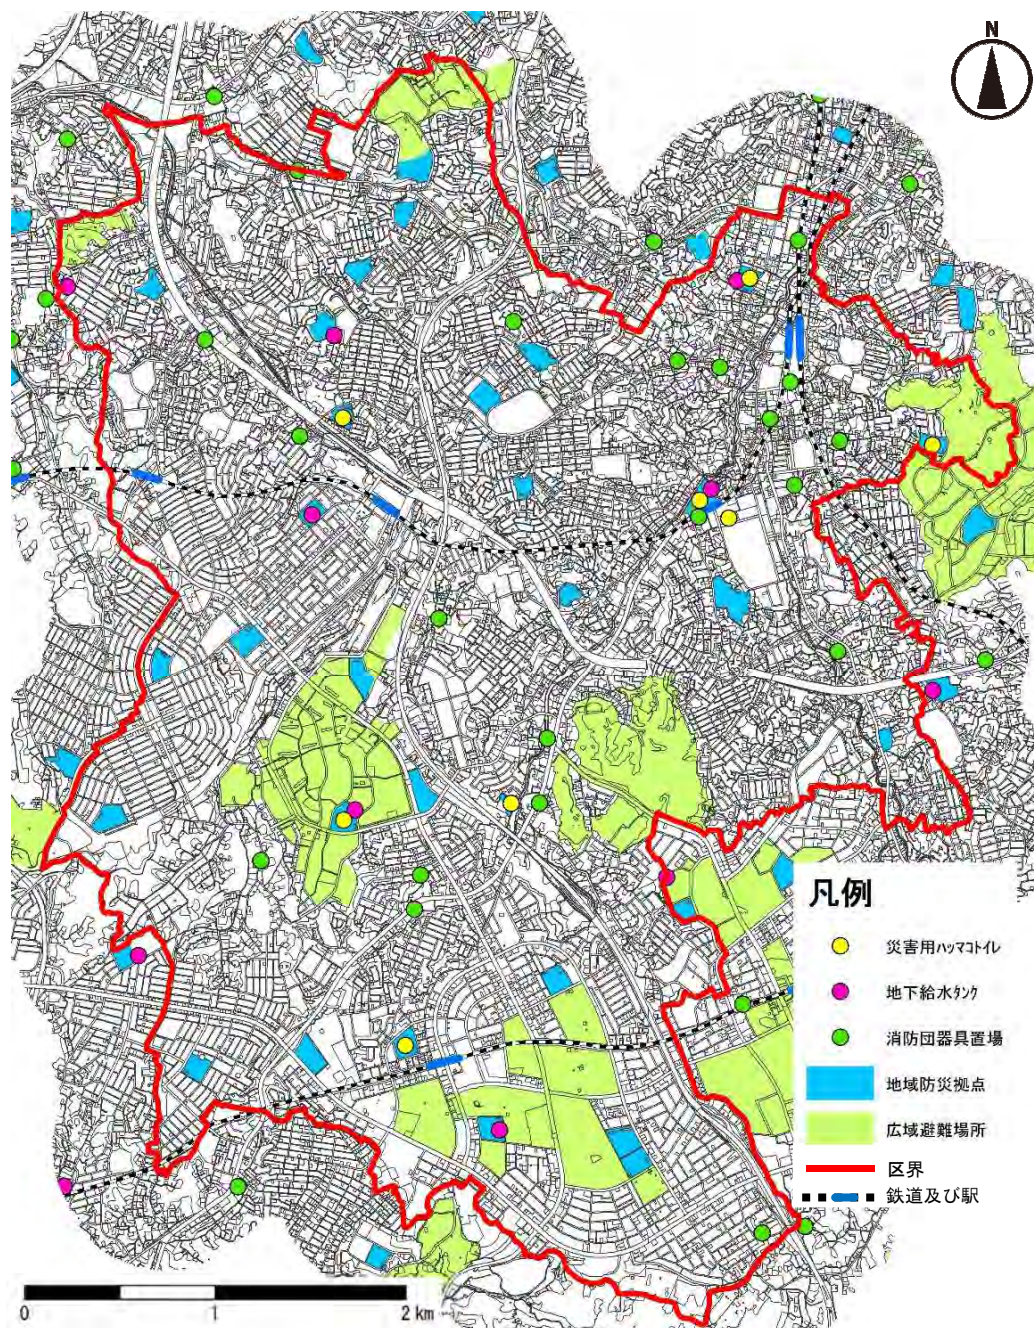 N
凡例
災害用ハマッコトイレ
地下給水タンク
消防団器具置場
地域防災拠点
広域避難場所
区界
鉄道及び駅
0 1 2 km